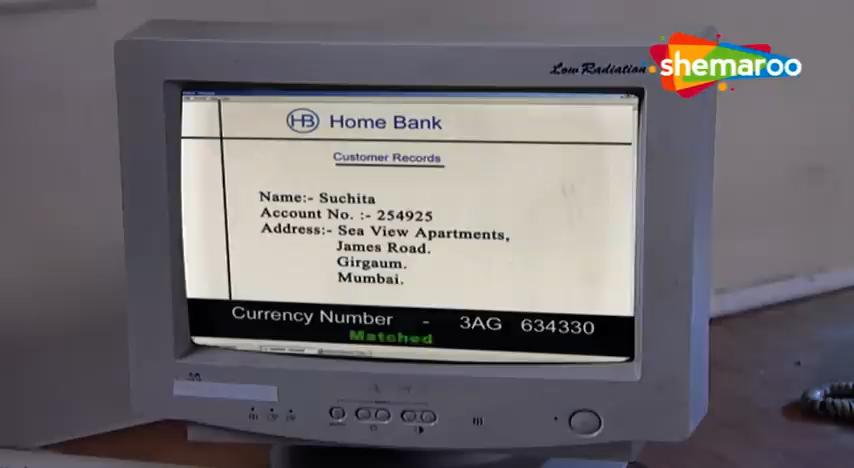 Low Radiation
shemaroo
HB Home Bank
Customer Records
Name:- Suchita
Account No. :- 254925
Address:- Sea View Apartments,
James Road.
Girgaum.
Mumbai.
Currency Number - 3AG 634330
Matched